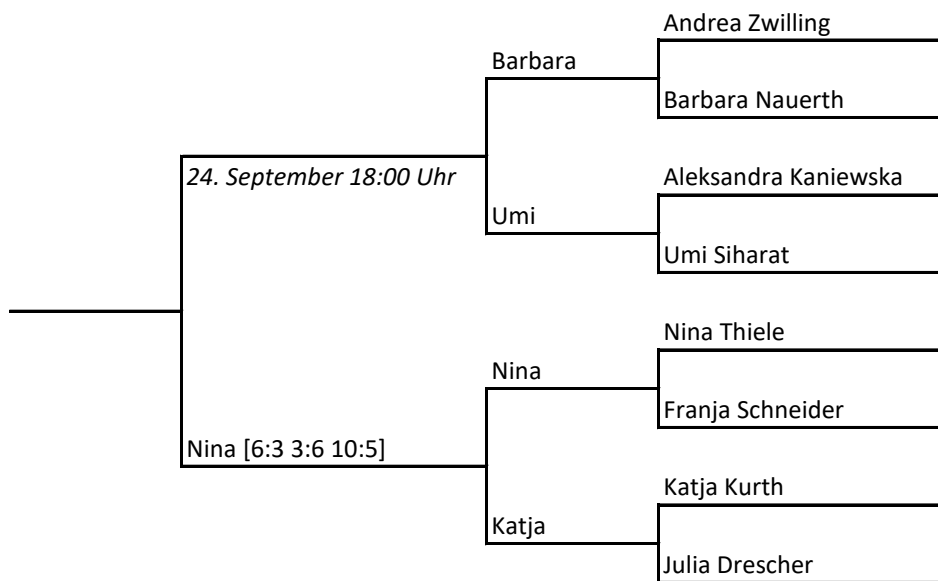 Andrea Zwilling
Barbara
Barbara Nauerth
24. September 18:00 Uhr
Aleksandra Kaniewska
Umi
Umi Siharat
Nina Thiele
Nina
Franja Schneider
Nina [6:3 3:6 10:5]
Katja Kurth
Katja
Julia Drescher